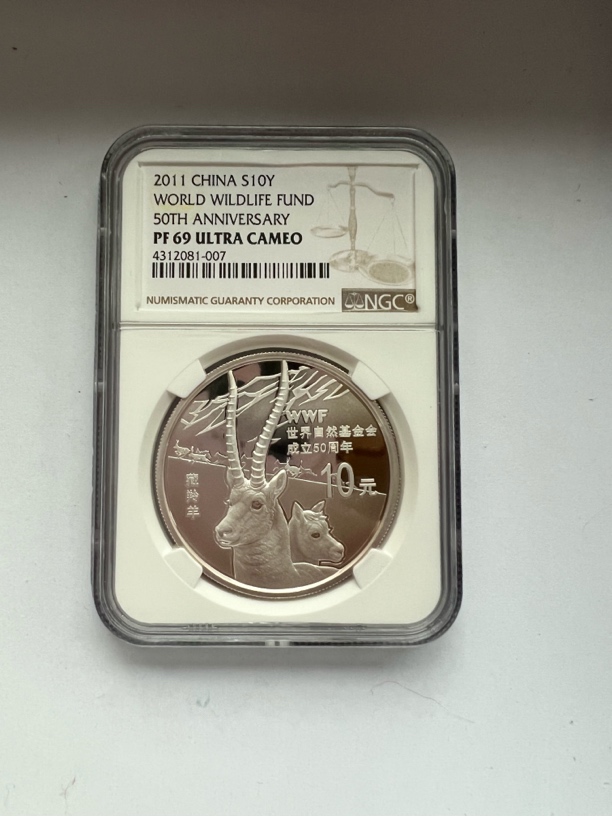 2011 CHINA S10Y
WORLD WILDLIFE FUND
50TH ANNIVERSARY
PF 69 ULTRA CAMEO
4312081-007
NUMISMATIC GUARANTY CORPORATION
NGC®
WWF
世界自然基金会
成立50周年
10元
藏羚羊